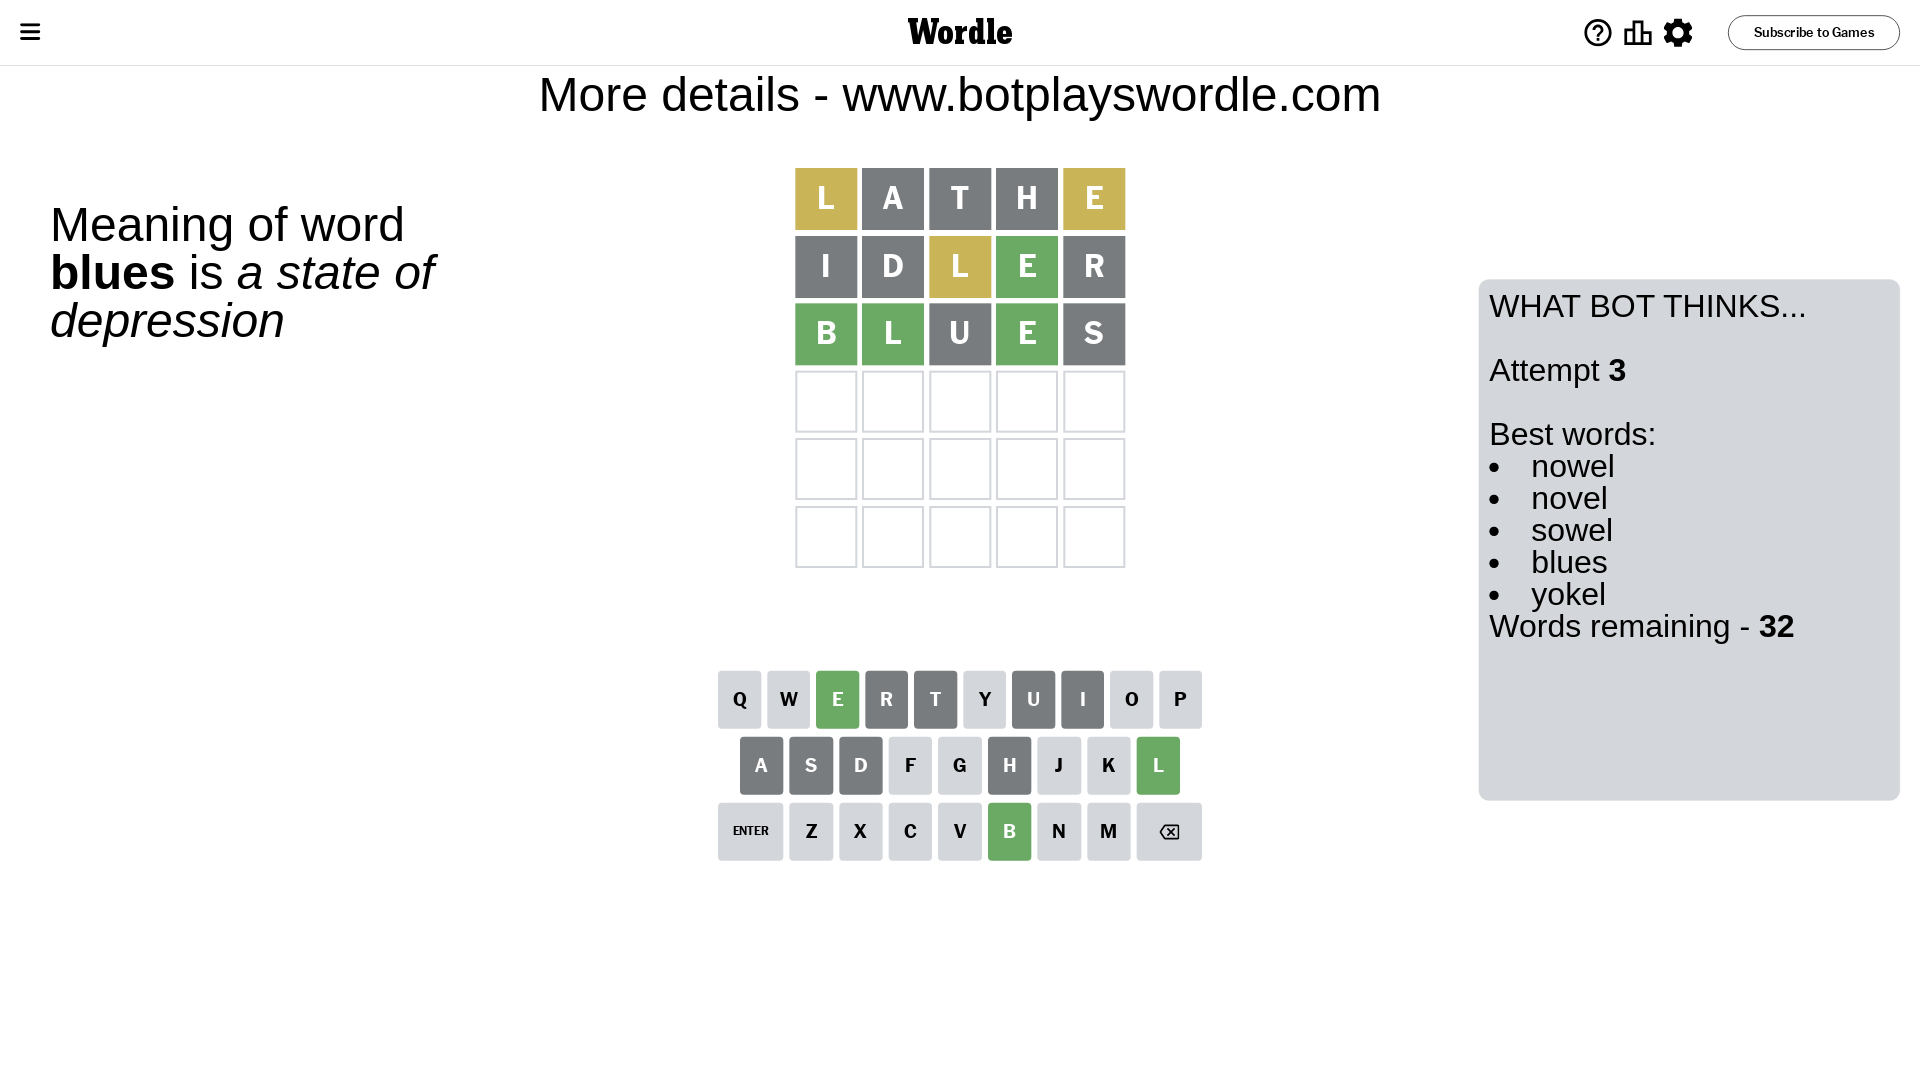 Wordle
Subscribe to Games
More details - www.botplayswordle.com
Meaning of word
blues is a state of
depression
L A T H E
I D L E R
B L U E S
WHAT BOT THINKS...
Attempt 3
Best words:
• nowel
• novel
• sowel
• blues
• yokel
Words remaining - 32
Q W E R T Y U I O P
A S D F G H J K L
ENTER Z X C V B N M